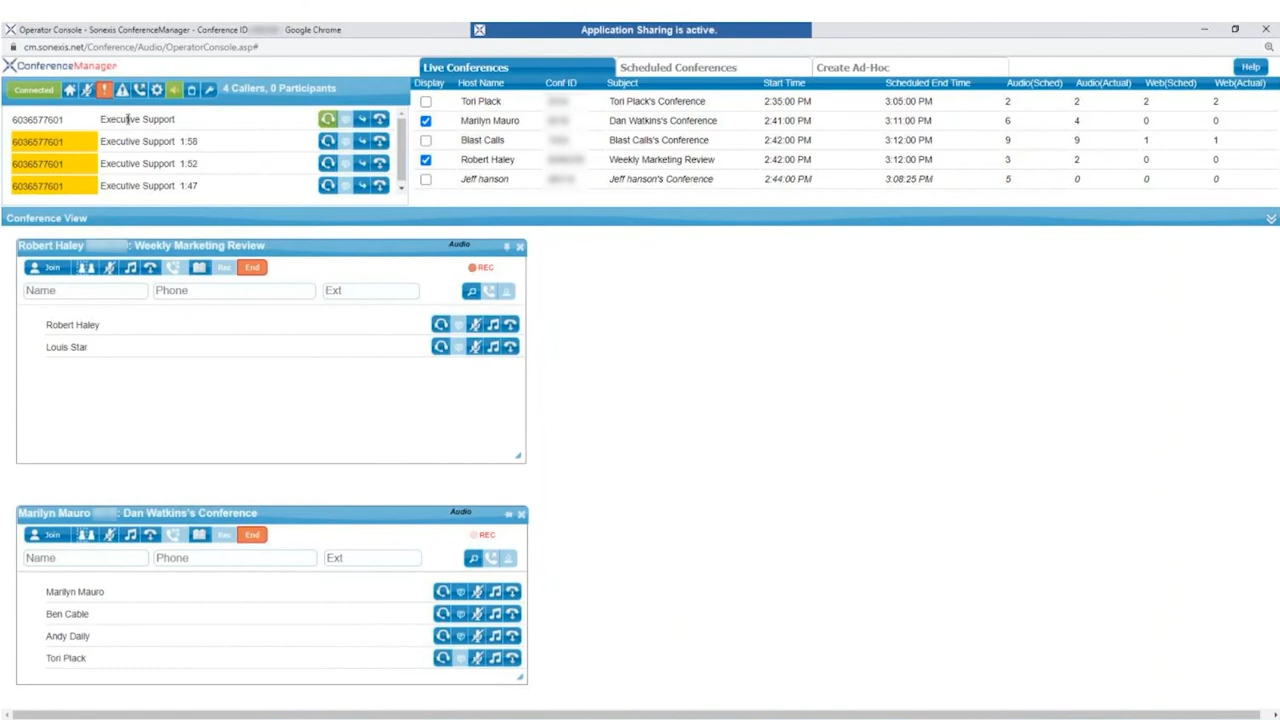 Operator Console - Sonexis ConferenceManager - Conference ID Google Chrome
Application Sharing is active.
cm.sonexis.net/Conference/Audio/OperatorConsole.asp#
ConferenceManager
Live Conferences Scheduled Conferences Create Ad-Hoc Help
Connected 4 Callers, 0 Participants
Display Host Name Conf ID Subject Start Time Scheduled End Time Audio(Sched) Audio(Actual) Web(Sched) Web(Actual)
Tori Plack Tori Plack's Conference 2:35:00 PM 3:05:00 PM 2 2 2 2
Marilyn Mauro Dan Watkins's Conference 2:41:00 PM 3:11:00 PM 6 4 0 0
Blast Calls Blast Calls's Conference 2:42:00 PM 3:12:00 PM 9 9 1 1
Robert Haley Weekly Marketing Review 2:42:00 PM 3:12:00 PM 3 2 0 0
Jeff hanson Jeff hanson's Conference 2:44:00 PM 3:08:25 PM 5 0 0 0
6036577601 Executive Support
6036577601 Executive Support 1:58
6036577601 Executive Support 1:52
6036577601 Executive Support 1:47
Conference View
Robert Haley : Weekly Marketing Review Audio
Join Rec End REC
Name Phone Ext
Robert Haley
Louis Star
Marilyn Mauro : Dan Watkins's Conference Audio
Join Rec End REC
Name Phone Ext
Marilyn Mauro
Ben Cable
Andy Daily
Tori Plack